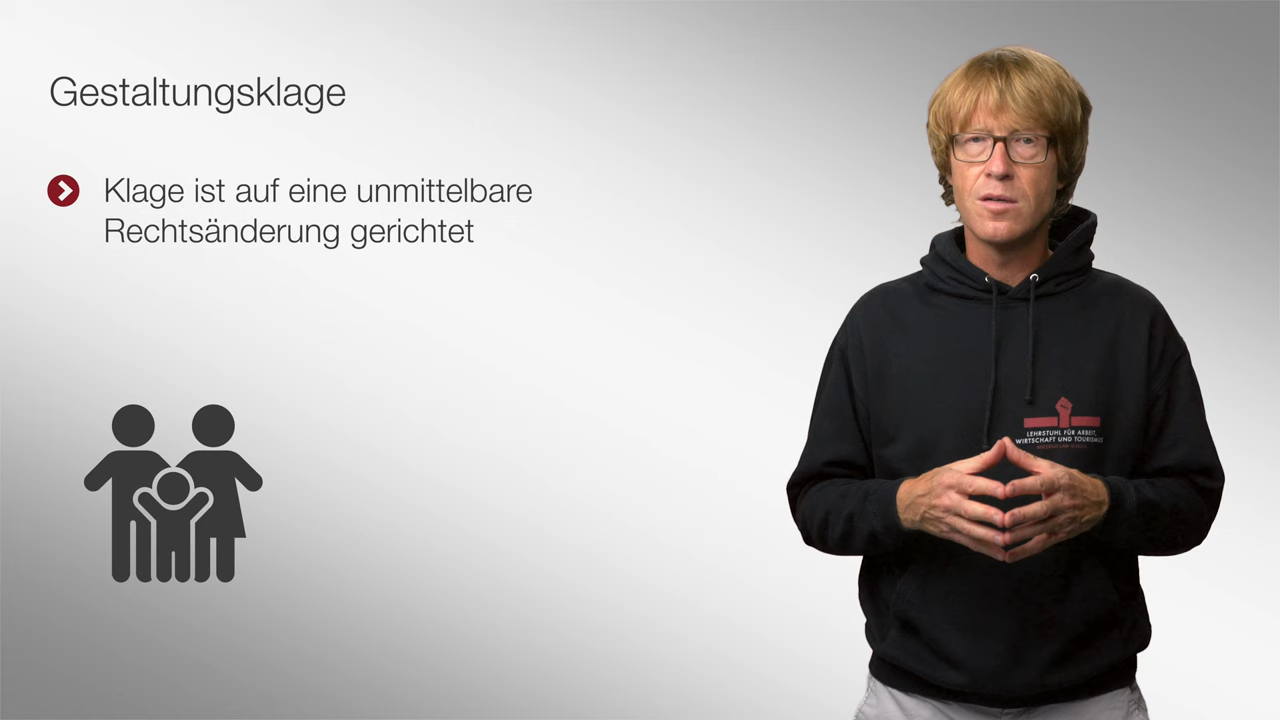 Gestaltungsklage
Klage ist auf eine unmittelbare
Rechtsänderung gerichtet
LEHRSTUHL FÜR ARBEIT,
WIRTSCHAFT UND TOURISMUS